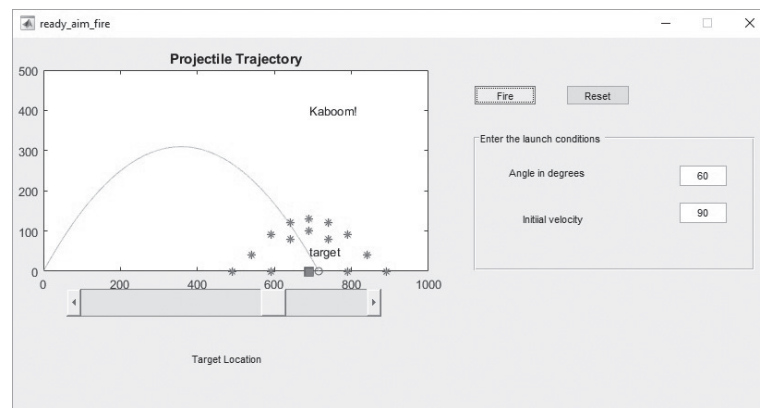 ready_aim_fire
Projectile Trajectory
500
400
300
200
100
0
0 200 400 600 800 1000
Kaboom!
target
Target Location
Fire Reset
Enter the launch conditions
Angle in degrees 60
Initiial velocity 90